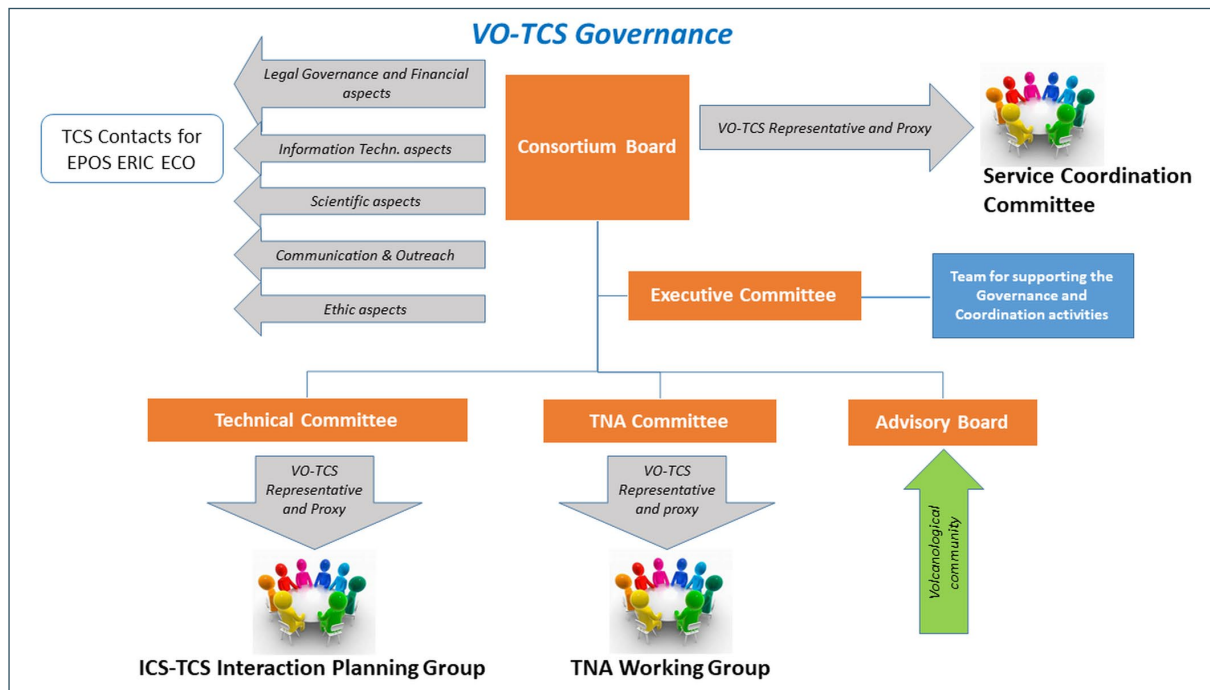 VO-TCS Governance
Legal Governance and Financial
aspects
Information Techn. aspects
Scientific aspects
Communication & Outreach
Ethic aspects
TCS Contacts for
EPOS ERIC ECO
Consortium Board
VO-TCS Representative and Proxy
Service Coordination
Committee
Executive Committee
Team for supporting the
Governance and
Coordination activities
Technical Committee
TNA Committee
Advisory Board
VO-TCS
Representative
and Proxy
VO-TCS
Representative
and proxy
Volcanological
community
ICS-TCS Interaction Planning Group
TNA Working Group